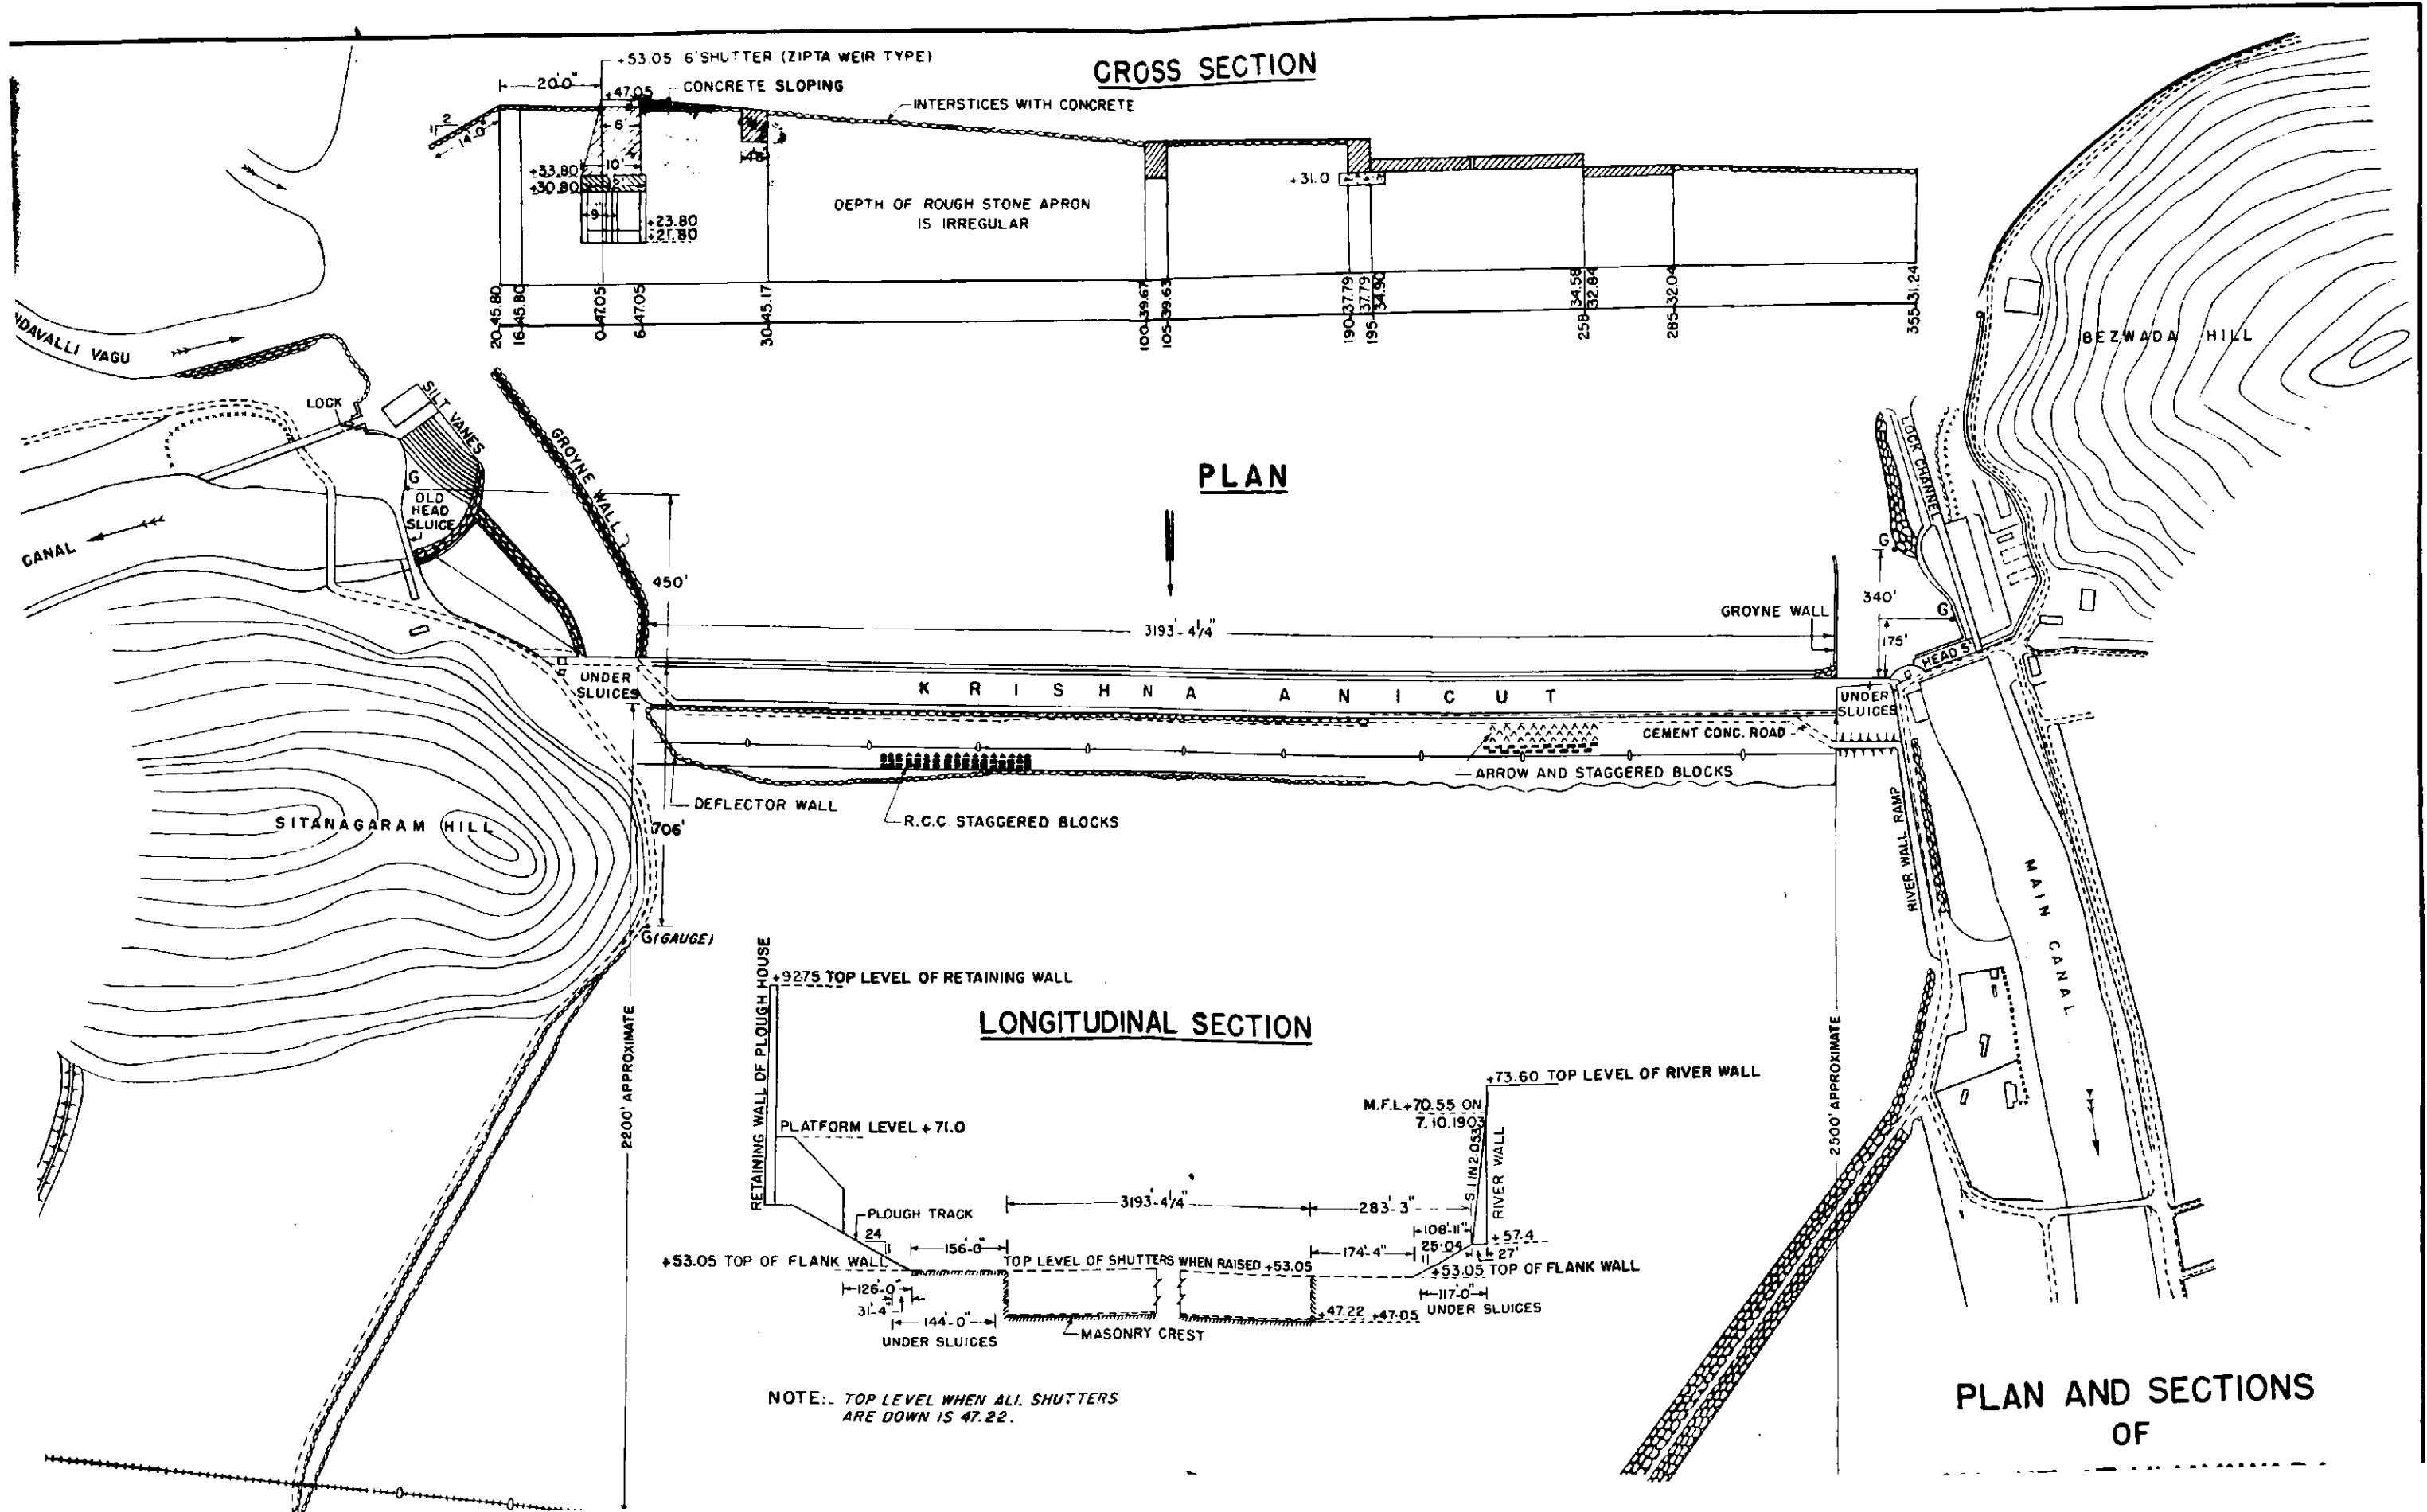 CROSS SECTION
+53.05 6' SHUTTER (ZIPTA WEIR TYPE)
20'.0"
+47.05
CONCRETE SLOPING
INTERSTICES WITH CONCRETE
2
14.0
6'
10'
+33.80
+30.80
9'
+23.80
+21.80
DEPTH OF ROUGH STONE APRON
IS IRREGULAR
+31.0
20-45.80
16-45.80
0-47.05
6-47.05
30-45.17
100-39.67
105-39.63
190-37.79
195-37.79
34.90
258-34.58
32.84
285-32.04
355-31.24
NDAVALLI VAGU
BEZWADA HILL
LOCK
SILT VANES
GROYNE WALL
G
OLD
HEAD
SLUICE
CANAL
PLAN
LOCK CHANNEL
G
450'
340'
G
GROYNE WALL
3193'-4¼"
175'
HEAD S
UNDER
SLUICES
KRISHNA ANICUT
UNDER
SLUICES
CEMENT CONC. ROAD
ARROW AND STAGGERED BLOCKS
DEFLECTOR WALL
R.C.C. STAGGERED BLOCKS
SITANAGARAM HILL
706'
RIVER WALL RAMP
MAIN CANAL
G (GAUGE)
2200' APPROXIMATE
2500' APPROXIMATE
LONGITUDINAL SECTION
RETAINING WALL OF PLOUGH HOUSE
+92.75 TOP LEVEL OF RETAINING WALL
+73.60 TOP LEVEL OF RIVER WALL
M.F.L+70.55 ON
7.10.1903
PLATFORM LEVEL +71.0
S 1 IN 2.053
RIVER WALL
3193'-4¼"
283'-3"
PLOUGH TRACK
24
156'-0"
108'-11"
174'-4"
25.04
+57.4
27'
+53.05 TOP OF FLANK WALL
TOP LEVEL OF SHUTTERS WHEN RAISED +53.05
+53.05 TOP OF FLANK WALL
126'-0"
31'-4"
144'-0"
UNDER SLUICES
117'-0"
UNDER SLUICES
+47.22 +47.05
MASONRY CREST
NOTE:- TOP LEVEL WHEN ALL SHUTTERS
ARE DOWN IS 47.22.
PLAN AND SECTIONS
OF